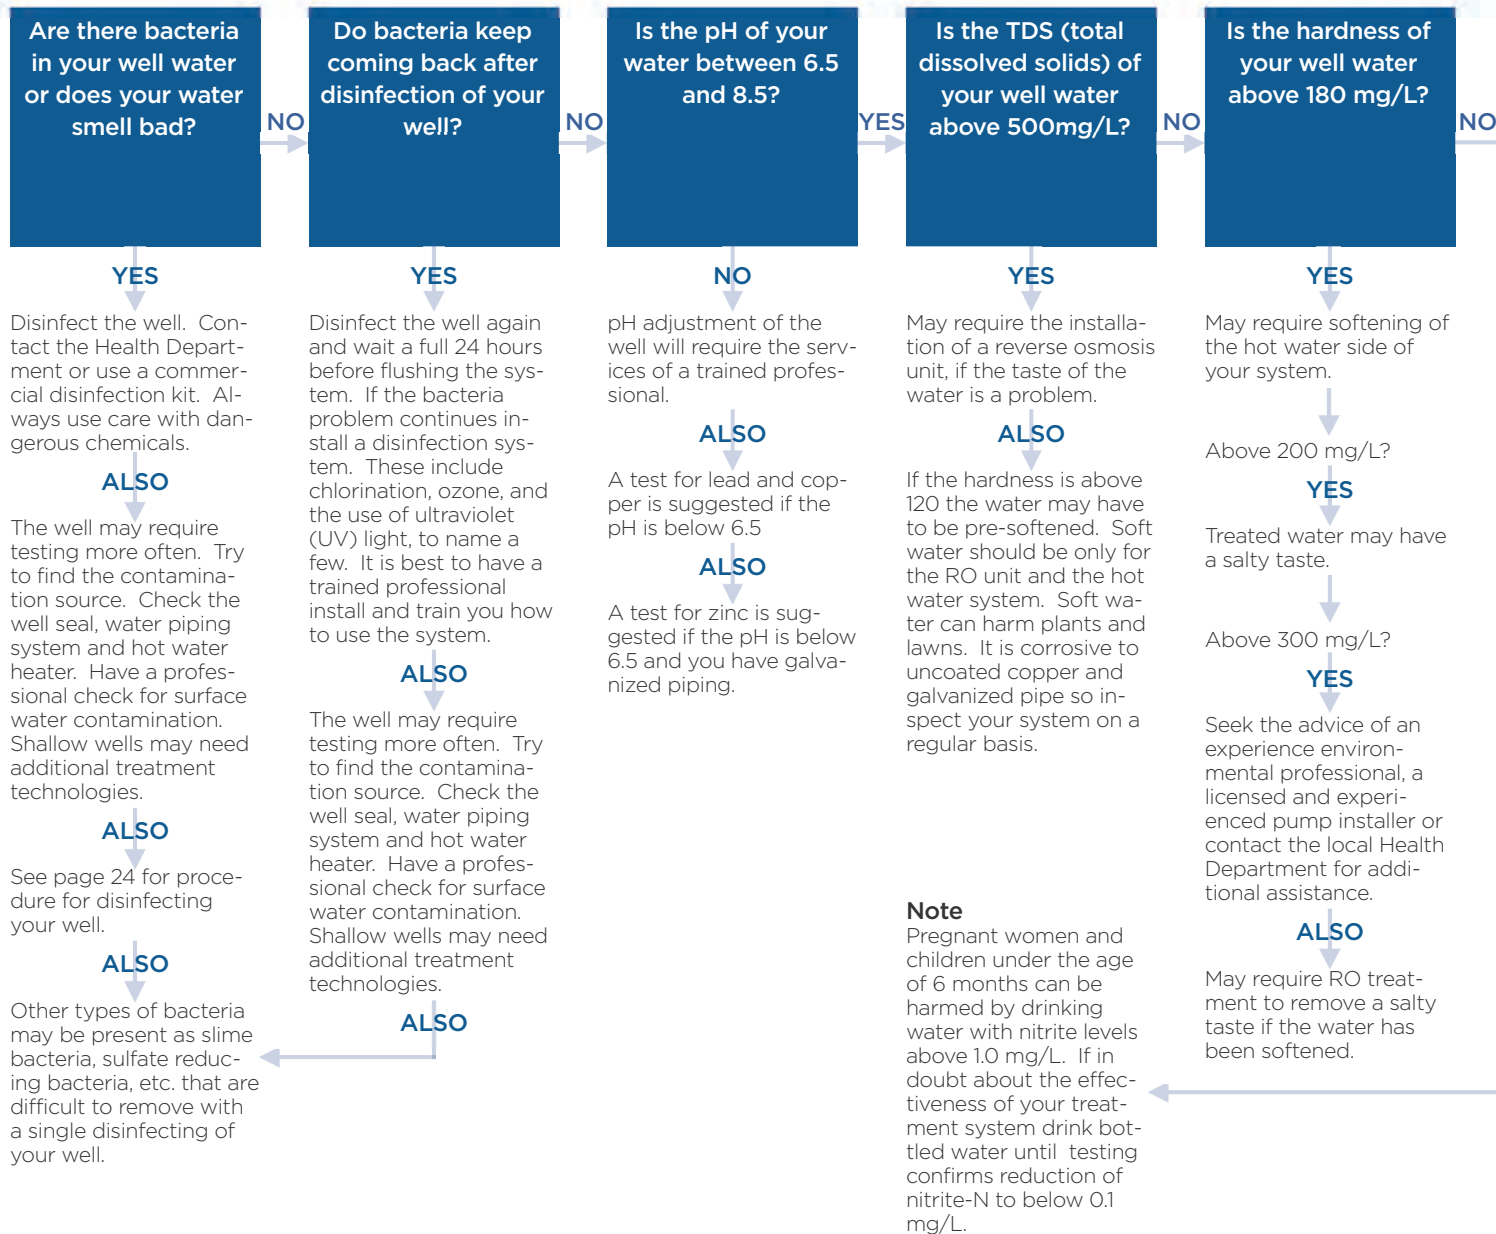 Are there bacteria
in your well water
or does your water
smell bad?
NO
YES
Disinfect the well.  Con-
tact the Health Depart-
ment or use a commer-
cial disinfection kit.  Al-
ways use care with dan-
gerous chemicals.
ALSO
The well may require
testing more often.  Try
to find the contamina-
tion source.  Check the
well seal, water piping
system and hot water
heater.  Have a profes-
sional check for surface
water contamination.
Shallow wells may need
additional treatment
technologies.
ALSO
See page 24 for proce-
dure for disinfecting
your well.
ALSO
Other types of bacteria
may be present as slime
bacteria, sulfate reduc-
ing bacteria, etc. that are
difficult to remove with
a single disinfecting of
your well.
Do bacteria keep
coming back after
disinfection of your
well?
NO
YES
Disinfect the well again
and wait a full 24 hours
before flushing the sys-
tem.  If the bacteria
problem continues in-
stall a disinfection sys-
tem.  These include
chlorination, ozone, and
the use of ultraviolet
(UV) light, to name a
few.  It is best to have a
trained professional
install and train you how
to use the system.
ALSO
The well may require
testing more often.  Try
to find the contamina-
tion source.  Check the
well seal, water piping
system and hot water
heater.  Have a profes-
sional check for surface
water contamination.
Shallow wells may need
additional treatment
technologies.
ALSO
Is the pH of your
water between 6.5
and 8.5?
YES
NO
pH adjustment of the
well will require the serv-
ices of a trained profes-
sional.
ALSO
A test for lead and cop-
per is suggested if the
pH is below 6.5
ALSO
A test for zinc is sug-
gested if the pH is below
6.5 and you have galva-
nized piping.
Is the TDS (total
dissolved solids) of
your well water
above 500mg/L?
NO
YES
May require the installa-
tion of a reverse osmosis
unit, if the taste of the
water is a problem.
ALSO
If the hardness is above
120 the water may have
to be pre-softened.  Soft
water should be only for
the RO unit and the hot
water system.  Soft wa-
ter can harm plants and
lawns.  It is corrosive to
uncoated copper and
galvanized pipe so in-
spect your system on a
regular basis.
Note
Pregnant women and
children under the age
of 6 months can be
harmed by drinking
water with nitrite levels
above 1.0 mg/L.  If in
doubt about the effec-
tiveness of your treat-
ment system drink bot-
tled water until  testing
confirms reduction of
nitrite-N to below 0.1
mg/L.
Is the hardness of
your well water
above 180 mg/L?
NO
YES
May require softening of
the hot water side of
your system.
Above 200 mg/L?
YES
Treated water may have
a salty taste.
Above 300 mg/L?
YES
Seek the advice of an
experience environ-
mental professional, a
licensed and experi-
enced pump installer or
contact the local Health
Department for addi-
tional assistance.
ALSO
May require RO treat-
ment to remove a salty
taste if the water has
been softened.